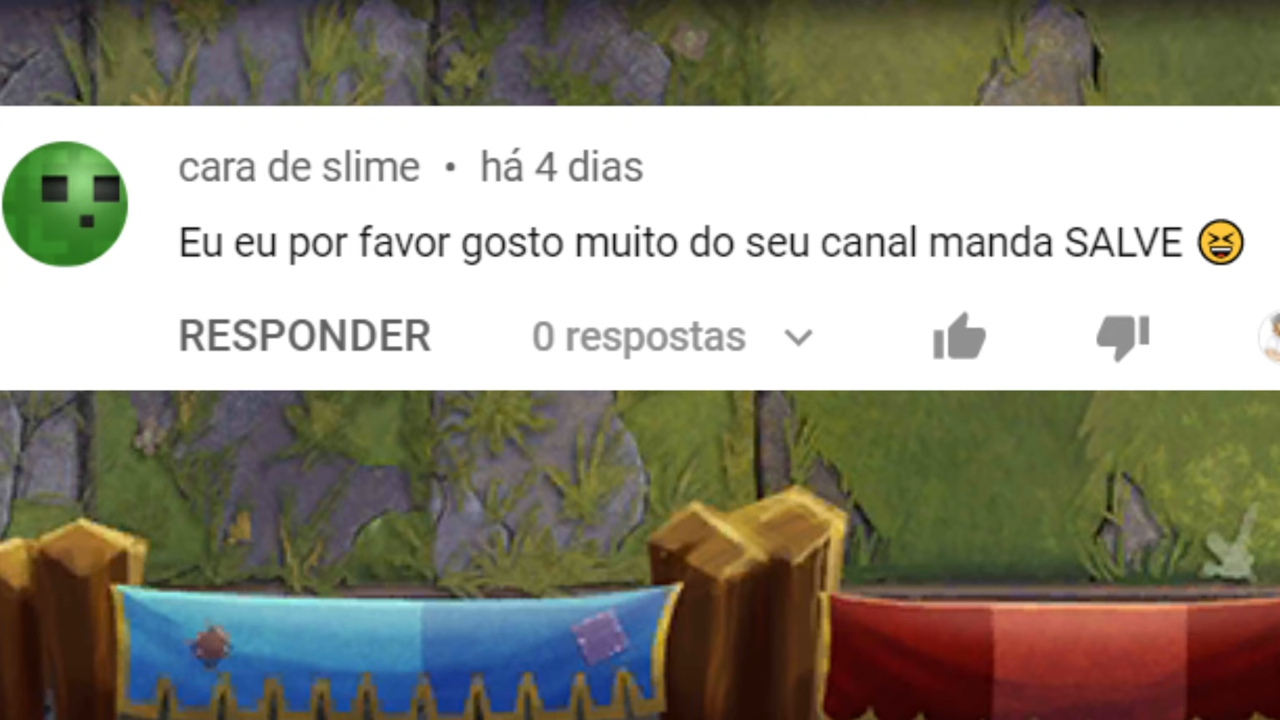 cara de slime • há 4 dias
Eu eu por favor gosto muito do seu canal manda SALVE 😆
RESPONDER 0 respostas